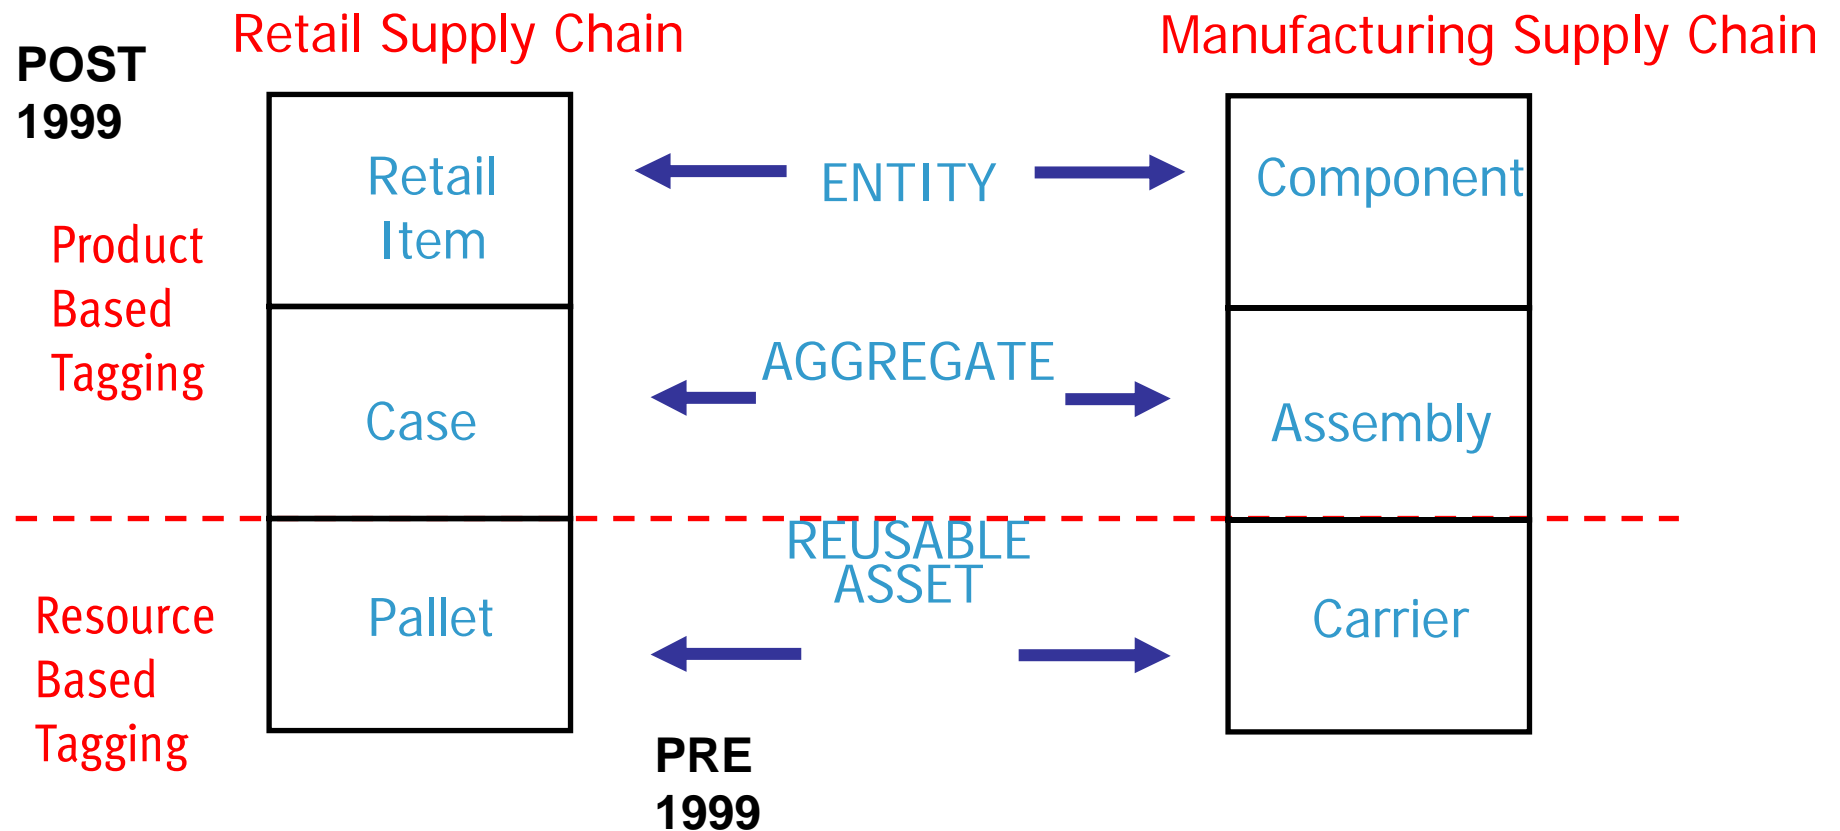 Retail Supply Chain
Manufacturing Supply Chain
POST
1999
Retail
Item
ENTITY
Component
Product
Based
Tagging
AGGREGATE
Case
Assembly
REUSABLE
ASSET
Pallet
Carrier
Resource
Based
Tagging
PRE
1999